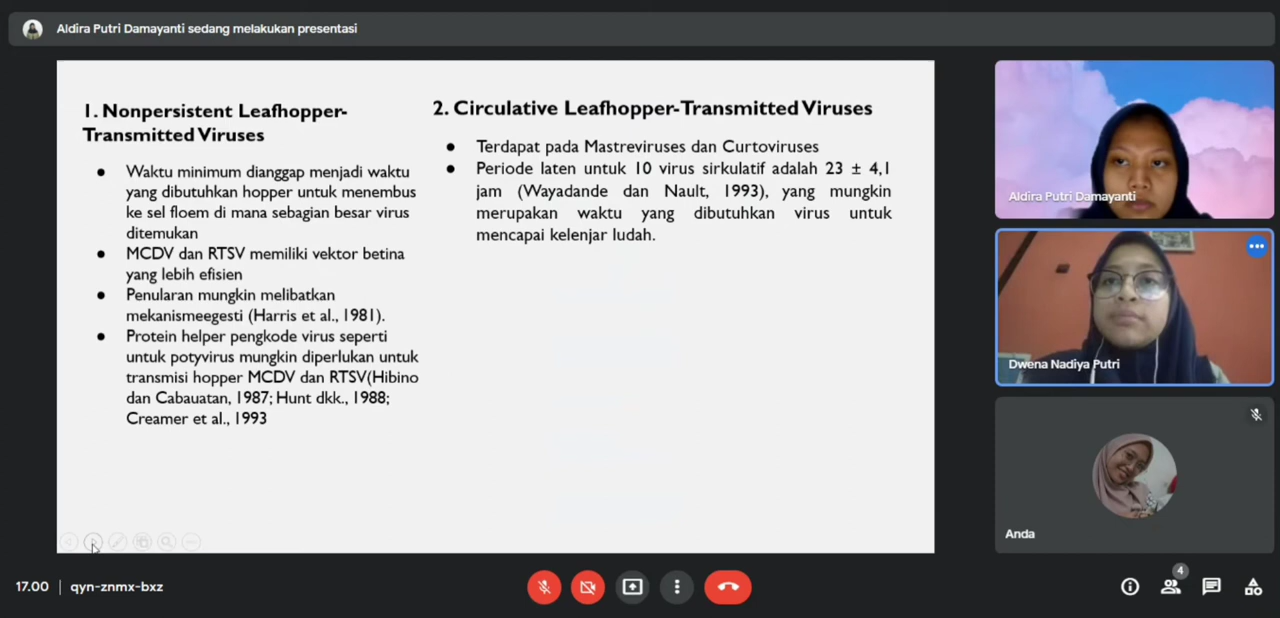 Aldira Putri Damayanti sedang melakukan presentasi
1. Nonpersistent Leafhopper-
Transmitted Viruses
● Waktu minimum dianggap menjadi waktu
yang dibutuhkan hopper untuk menembus
ke sel floem di mana sebagian besar virus
ditemukan
● MCDV dan RTSV memiliki vektor betina
yang lebih efisien
● Penularan mungkin melibatkan
mekanismeegesti (Harris et al., 1981).
● Protein helper pengkode virus seperti
untuk potyvirus mungkin diperlukan untuk
transmisi hopper MCDV dan RTSV(Hibino
dan Cabauatan, 1987; Hunt dkk., 1988;
Creamer et al., 1993
2. Circulative Leafhopper-Transmitted Viruses
● Terdapat pada Mastreviruses dan Curtoviruses
● Periode laten untuk 10 virus sirkulatif adalah 23 ± 4,1
jam (Wayadande dan Nault, 1993), yang mungkin
merupakan waktu yang dibutuhkan virus untuk
mencapai kelenjar ludah.
Aldira Putri Damayanti
Dwena Nadiya Putri
Anda
17.00 | qyn-znmx-bxz
4